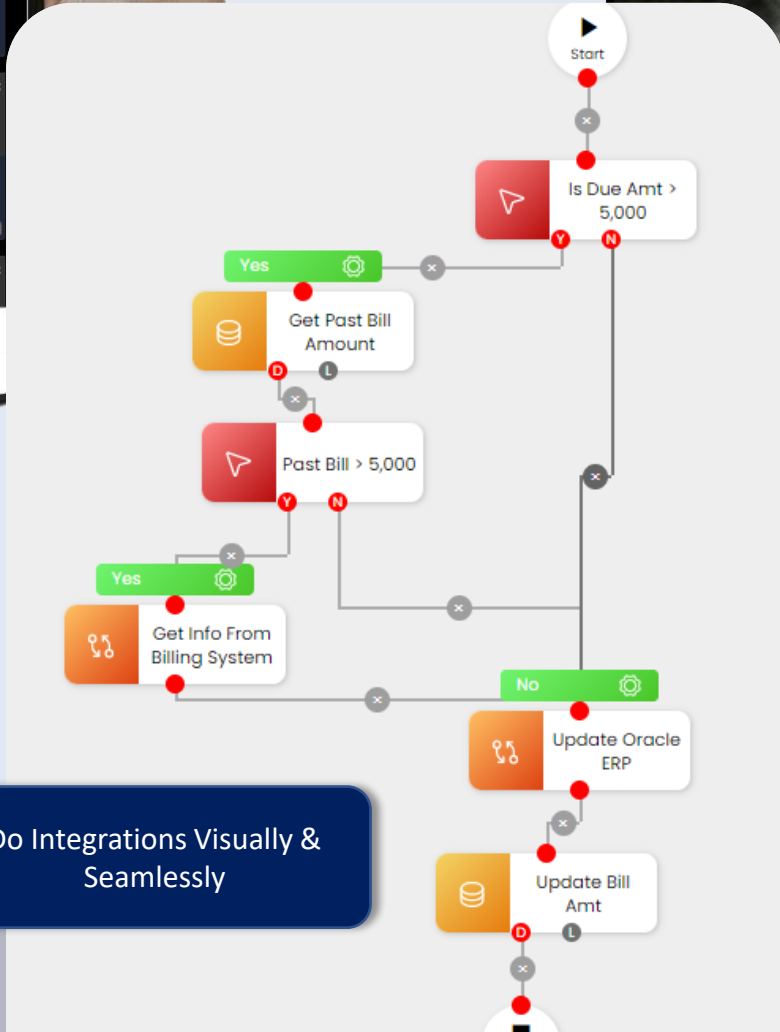 Start
Is Due Amt >
5,000
Y N
Yes
Get Past Bill
Amount
D L
Past Bill > 5,000
Y N
Yes
Get Info From
Billing System
No
Update Oracle
ERP
Do Integrations Visually &
Seamlessly
Update Bill
Amt
D L